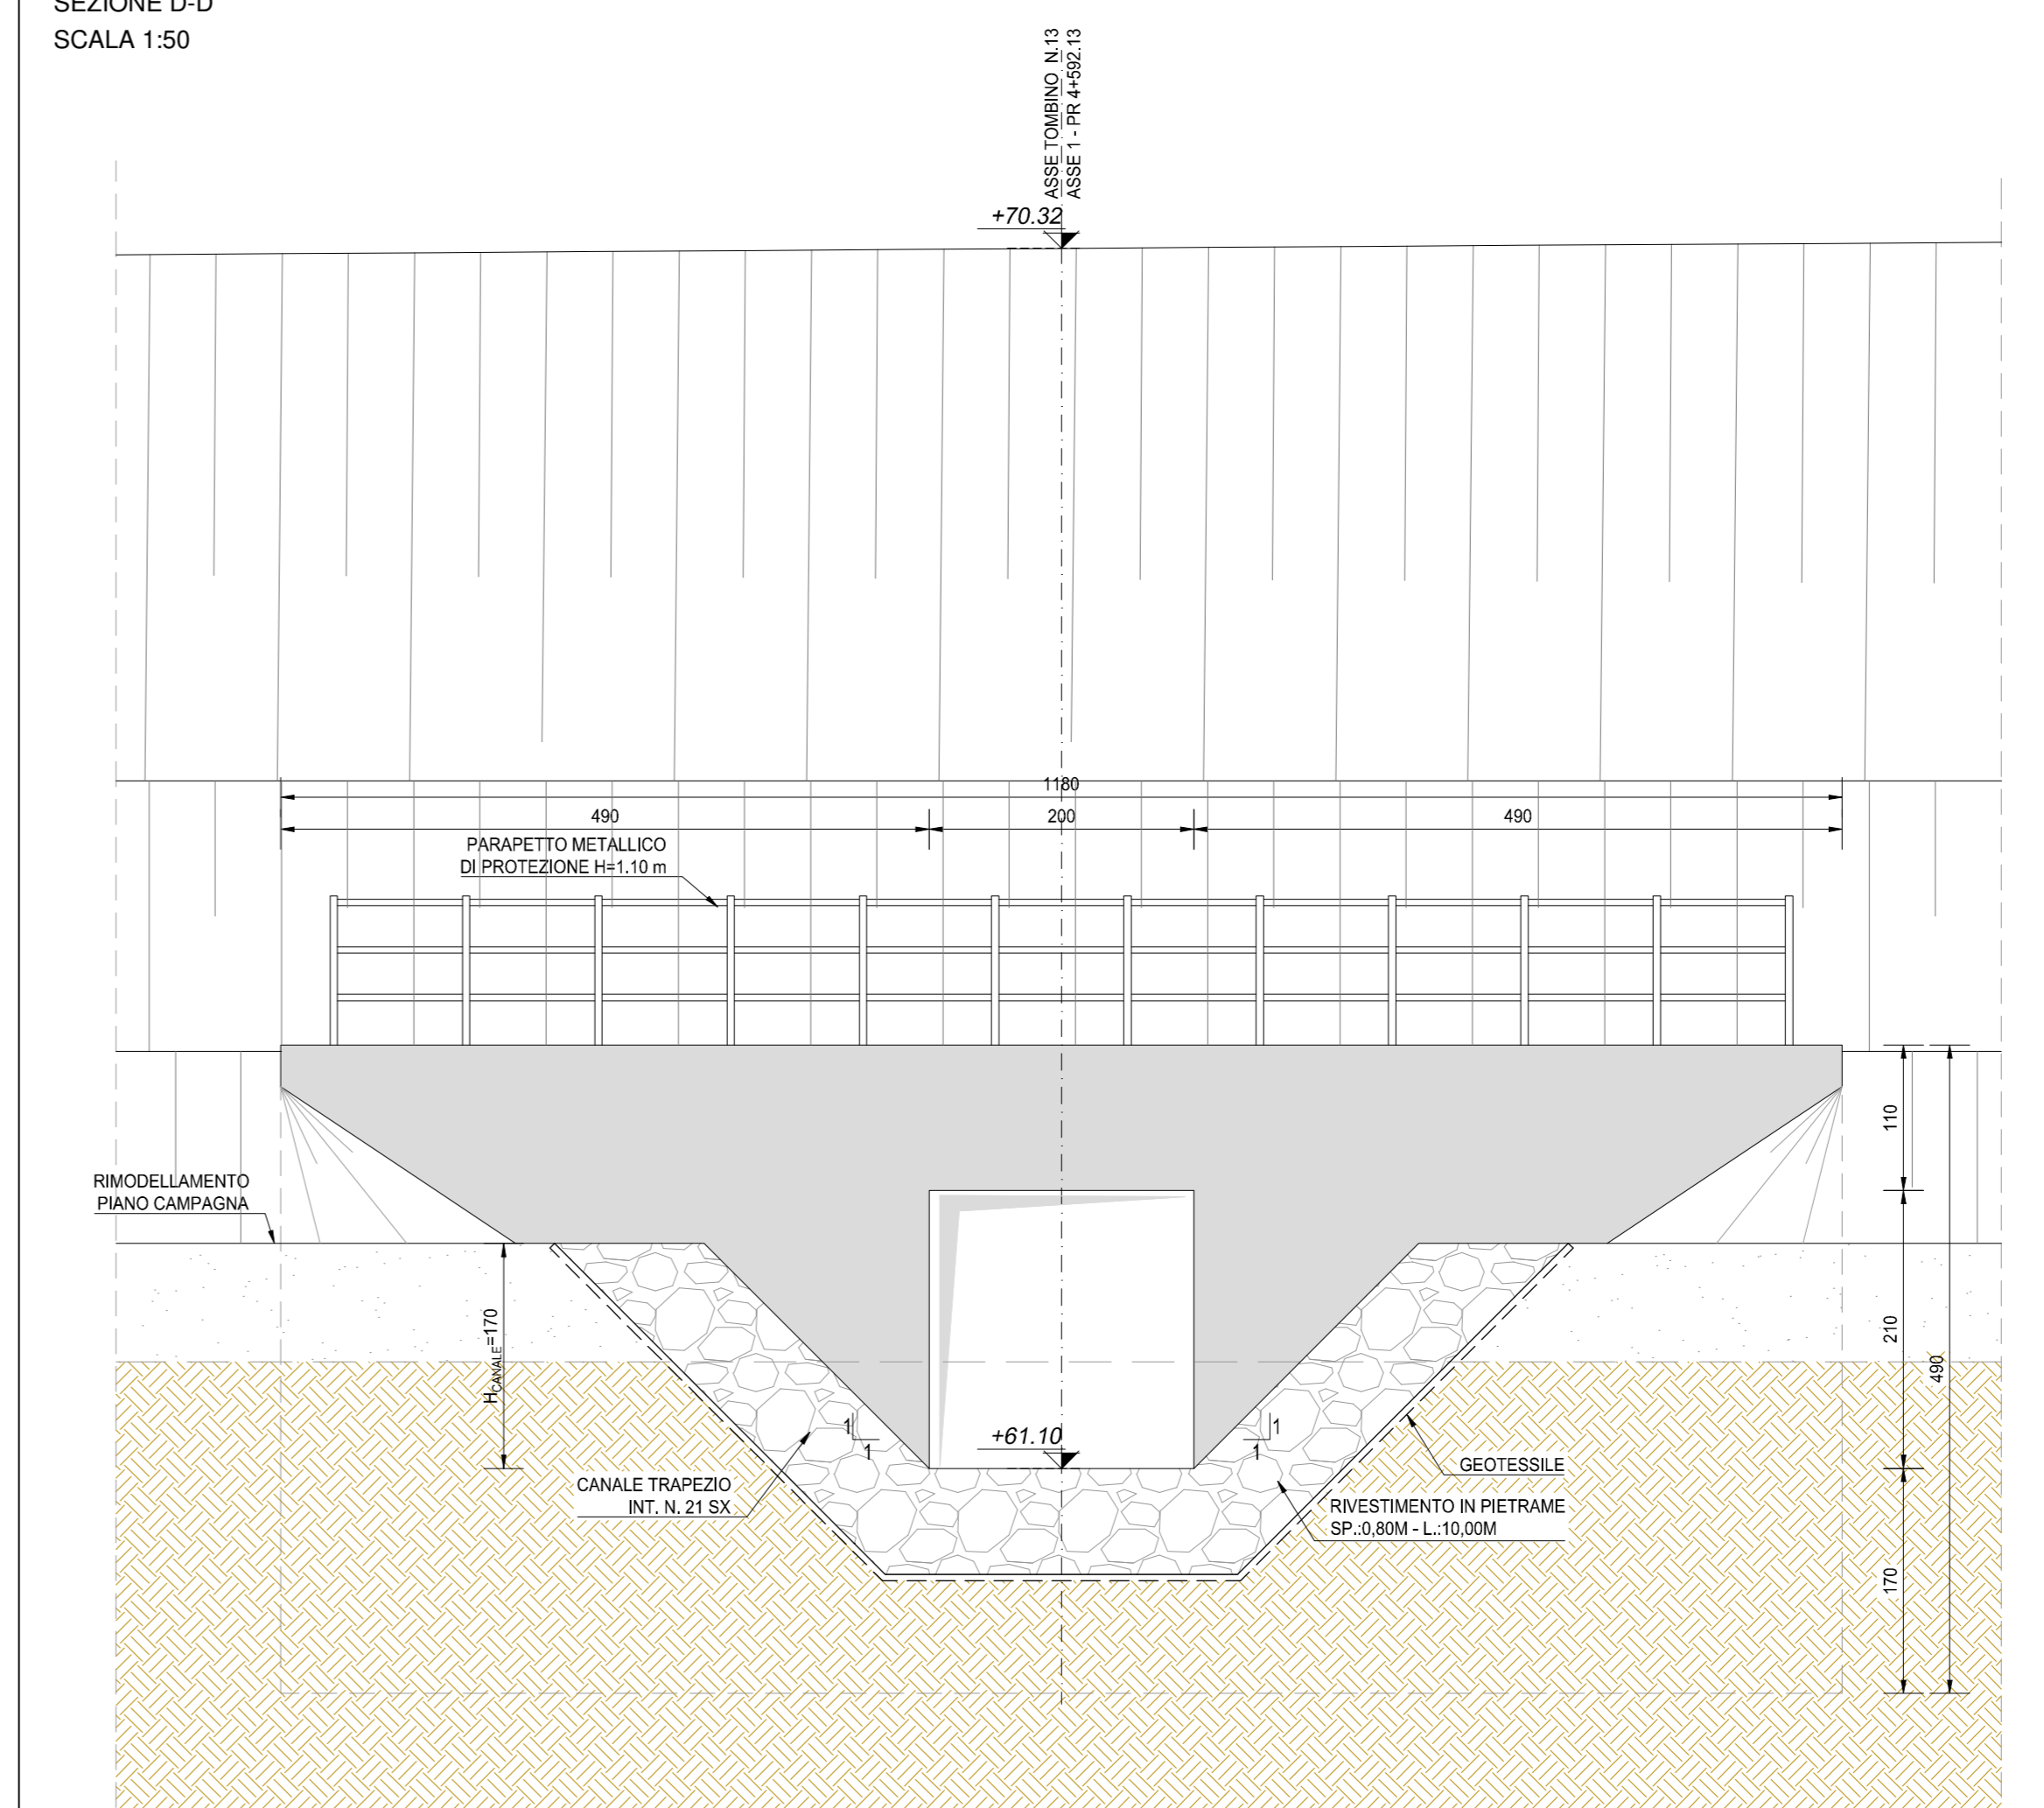 SEZIONE D-D
SCALA 1:50
ASSE TOMBINO N.13
ASSE 1 - PR 4+592.13
+70.32
1180
490
200
490
PARAPETTO METALLICO
DI PROTEZIONE H=1.10 m
110
RIMODELLAMENTO
PIANO CAMPAGNA
HCANALE=170
210
490
1
1
1
1
+61.10
CANALE TRAPEZIO
INT. N. 21 SX
GEOTESSILE
RIVESTIMENTO IN PIETRAME
SP.:0,80M - L.:10,00M
170